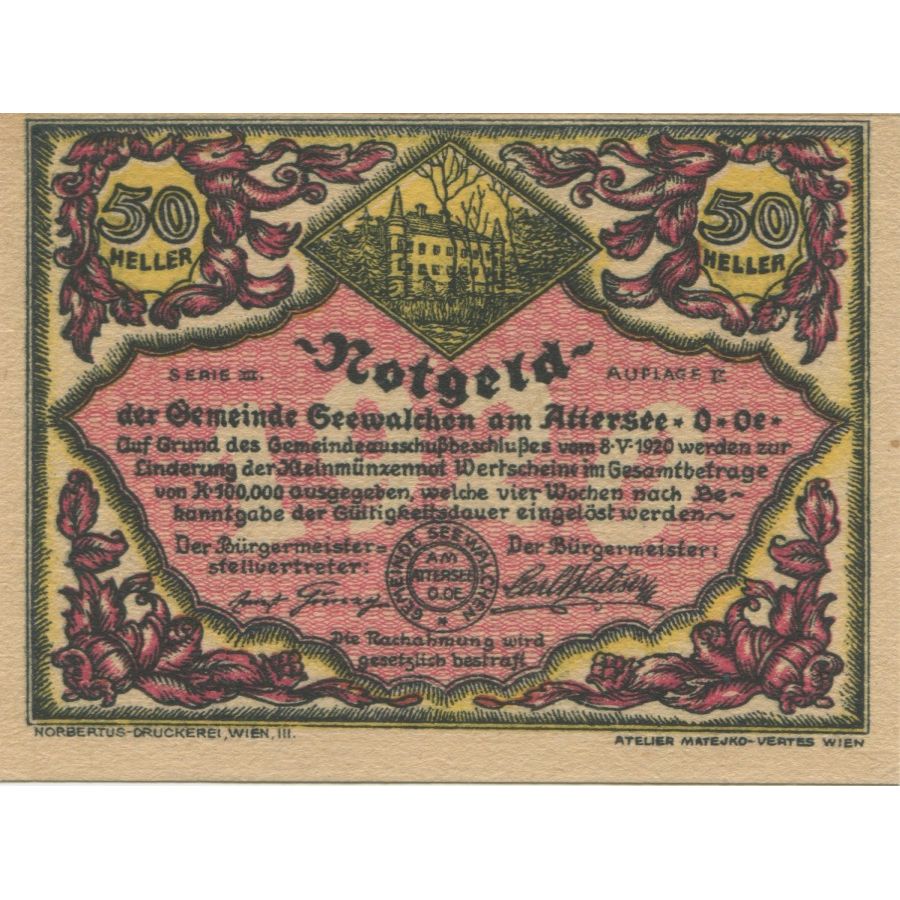 50 HELLER
50 HELLER
Notgeld
SERIE III.
AUFLAGE
der Gemeinde Seewalchen am Attersee • O • Oe •
Auf Grund des Gemeindeausschußbeschlußes vom 8·V·1920 werden zur
Linderung der Kleinmünzennot Wertscheine im Gesamtbetrage
von K 100,000 ausgegeben, welche vier Wochen nach Be-
kanntgabe der Gültigkeitsdauer eingelöst werden
Der Bürgermeister=
stellvertreter:
GEMEINDE SEEWALCHEN
AM
ATTERSEE
O.OE
Der Bürgermeister:
Die Nachahmung wird
gesetzlich bestraft
NORBERTUS-DRUCKEREI, WIEN, III.
ATELIER MATEJKO-VERTES WIEN